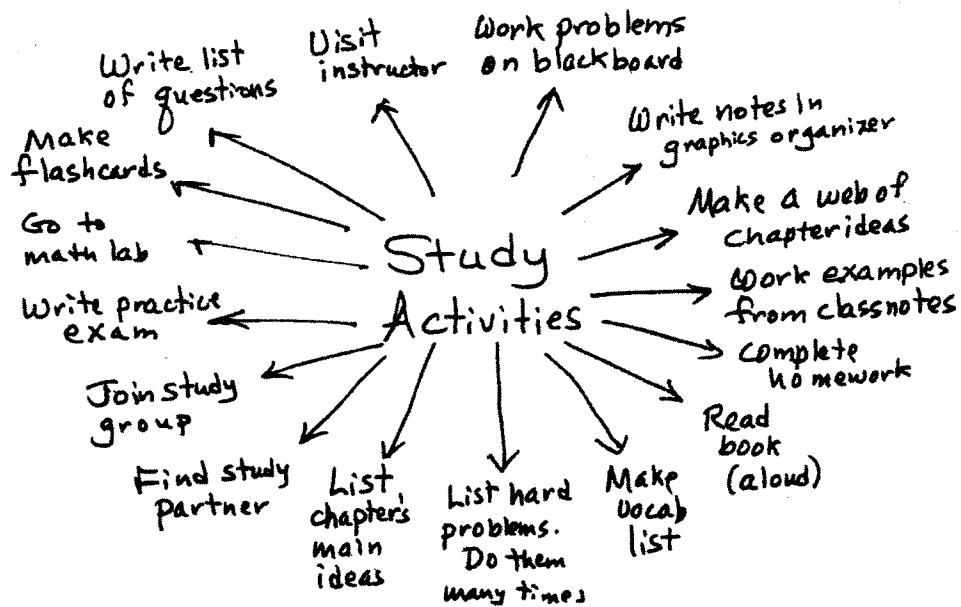 Study
Activities
Visit
instructor
Work problems
on blackboard
Write notes in
graphics organizer
Make a web of
chapter ideas
Work examples
from classnotes
Complete
homework
Read
book
(aloud)
Make
vocab
list
List hard
problems.
Do them
many times
List
chapter's
main
ideas
Find study
partner
Join study
group
Write practice
exam
Go to
math lab
Make
flashcards
Write list
of questions